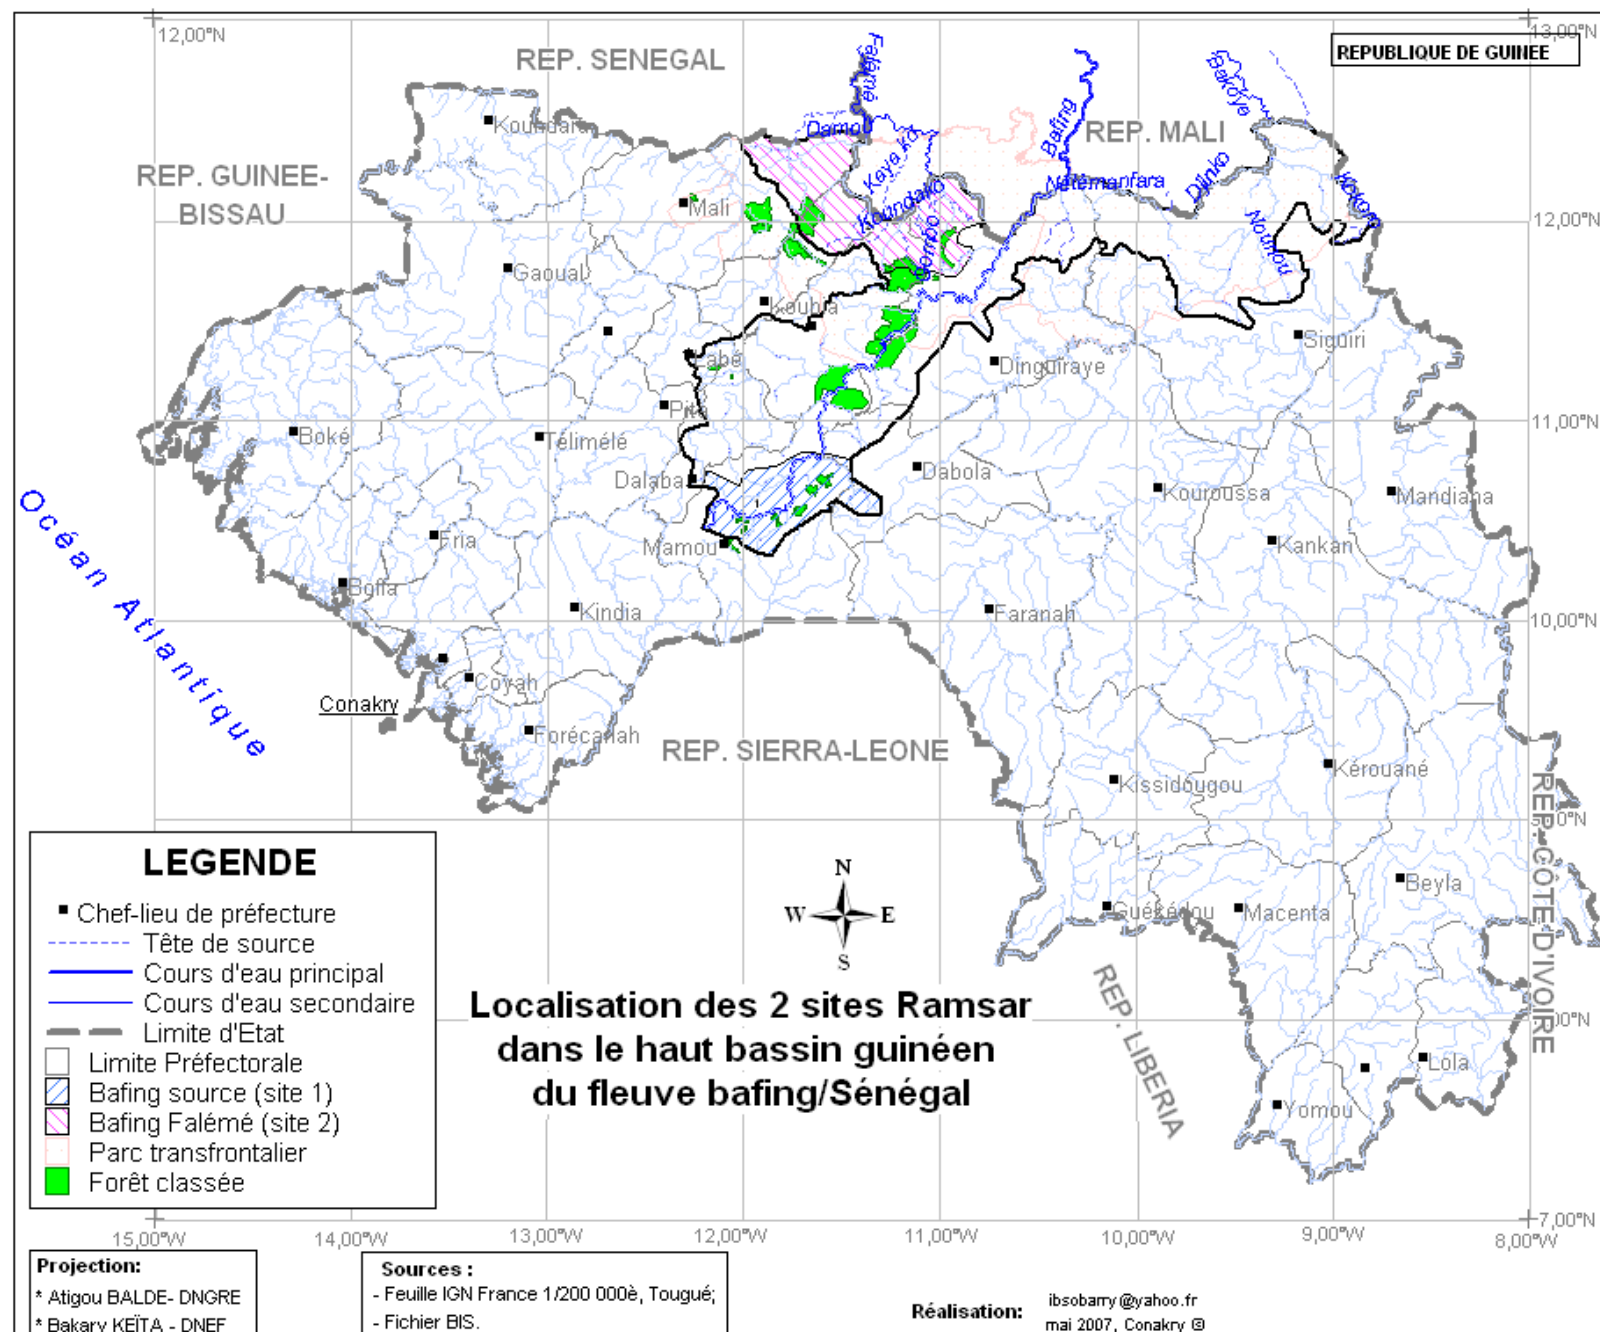 12,00°N
13,00°N
REPUBLIQUE DE GUINEE
REP. SENEGAL
Falémé
Bafing
Bakoye
REP. MALI
Koundara
Damou
Kaya ko
REP. GUINEE-
BISSAU
Nètèmanfara
Djinko
Kokoro
Mali
Koundako
Nouhou
12,00°N
Gombo
Gaoual
Koubia
Siguiri
Labé
Dinguiraye
Pita
11,00°N
Boké
Télimélé
Dalaba
Dabola
Kouroussa
Mandiana
Océan Atlantique
Fria
Mamou
Kankan
Boffa
Kindia
Faranah
10,00°N
Coyah
Conakry
Forécariah
REP. SIERRA-LEONE
Kissidougou
Kérouané
REP. CÔTE D'IVOIRE
LEGENDE
Chef-lieu de préfecture
Tête de source
Cours d'eau principal
Cours d'eau secondaire
Limite d'Etat
Limite Préfectorale
Bafing source (site 1)
Bafing Falémé (site 2)
Parc transfrontalier
Forêt classée
N
W
E
S
Beyla
Guékédou
Macenta
REP. LIBERIA
Localisation des 2 sites Ramsar
dans le haut bassin guinéen
du fleuve bafing/Sénégal
Lola
Yomou
7,00°N
15,00°W
14,00°W
13,00°W
12,00°W
11,00°W
10,00°W
9,00°W
8,00°W
Projection:
* Atigou BALDE- DNGRE
* Bakary KEÏTA - DNEF
Sources :
- Feuille IGN France 1/200 000è, Tougué;
- Fichier BIS.
Réalisation:
ibsobarry@yahoo.fr
mai 2007, Conakry ©